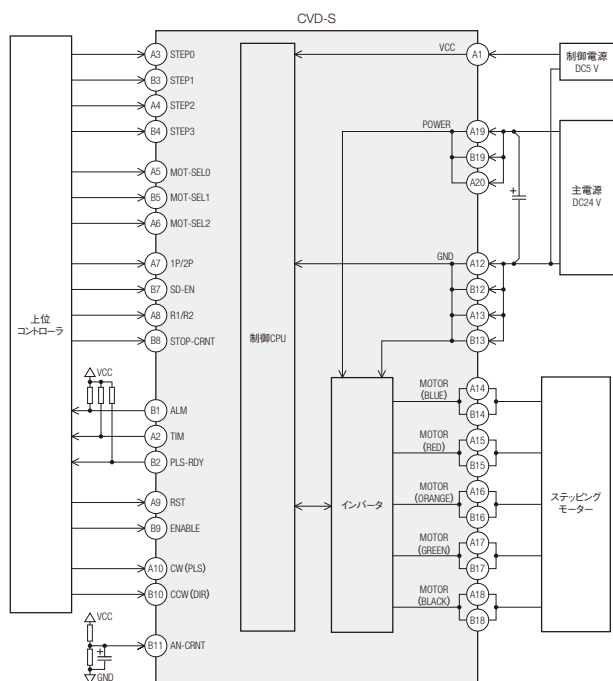 CVD-S
A3 STEP0
B3 STEP1
A4 STEP2
B4 STEP3
A5 MOT-SEL0
B5 MOT-SEL1
A6 MOT-SEL2
A7 1P/2P
B7 SD-EN
A8 R1/R2
B8 STOP-CRNT
上位
コントローラ
VCC
B1 ALM
A2 TIM
B2 PLS-RDY
A9 RST
B9 ENABLE
A10 CW(PLS)
B10 CCW(DIR)
VCC
B11 AN-CRNT
+
GND
制御CPU
インバータ
VCC
A1
制御電源
DC5 V
POWER
A19
B19
A20
+
主電源
DC24 V
GND
A12
B12
A13
B13
MOTOR
(BLUE)
A14
B14
MOTOR
(RED)
A15
B15
MOTOR
(ORANGE)
A16
B16
MOTOR
(GREEN)
A17
B17
MOTOR
(BLACK)
A18
B18
ステッピング
モーター